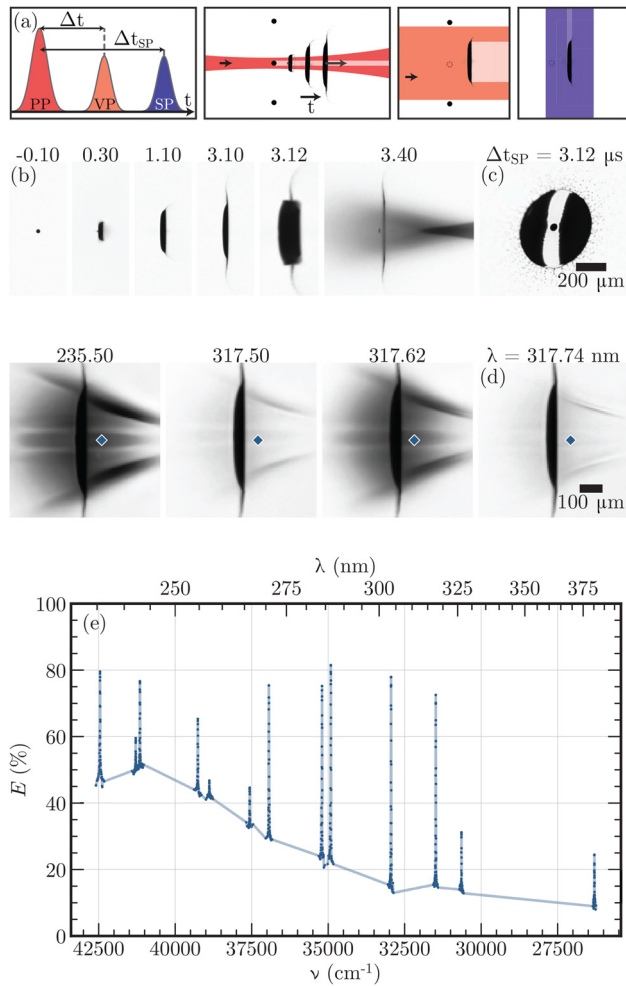 (a)
Δt
Δt_SP
PP VP SP t
t
-0.10 0.30 1.10 3.10 3.12 3.40 Δt_SP = 3.12 µs
(b) (c)
200 µm
235.50 317.50 317.62 λ = 317.74 nm
(d)
100 µm
λ (nm)
250 275 300 325 350 375
(e)
100
80
60
40
20
0
E (%)
42500 40000 37500 35000 32500 30000 27500
ν (cm⁻¹)